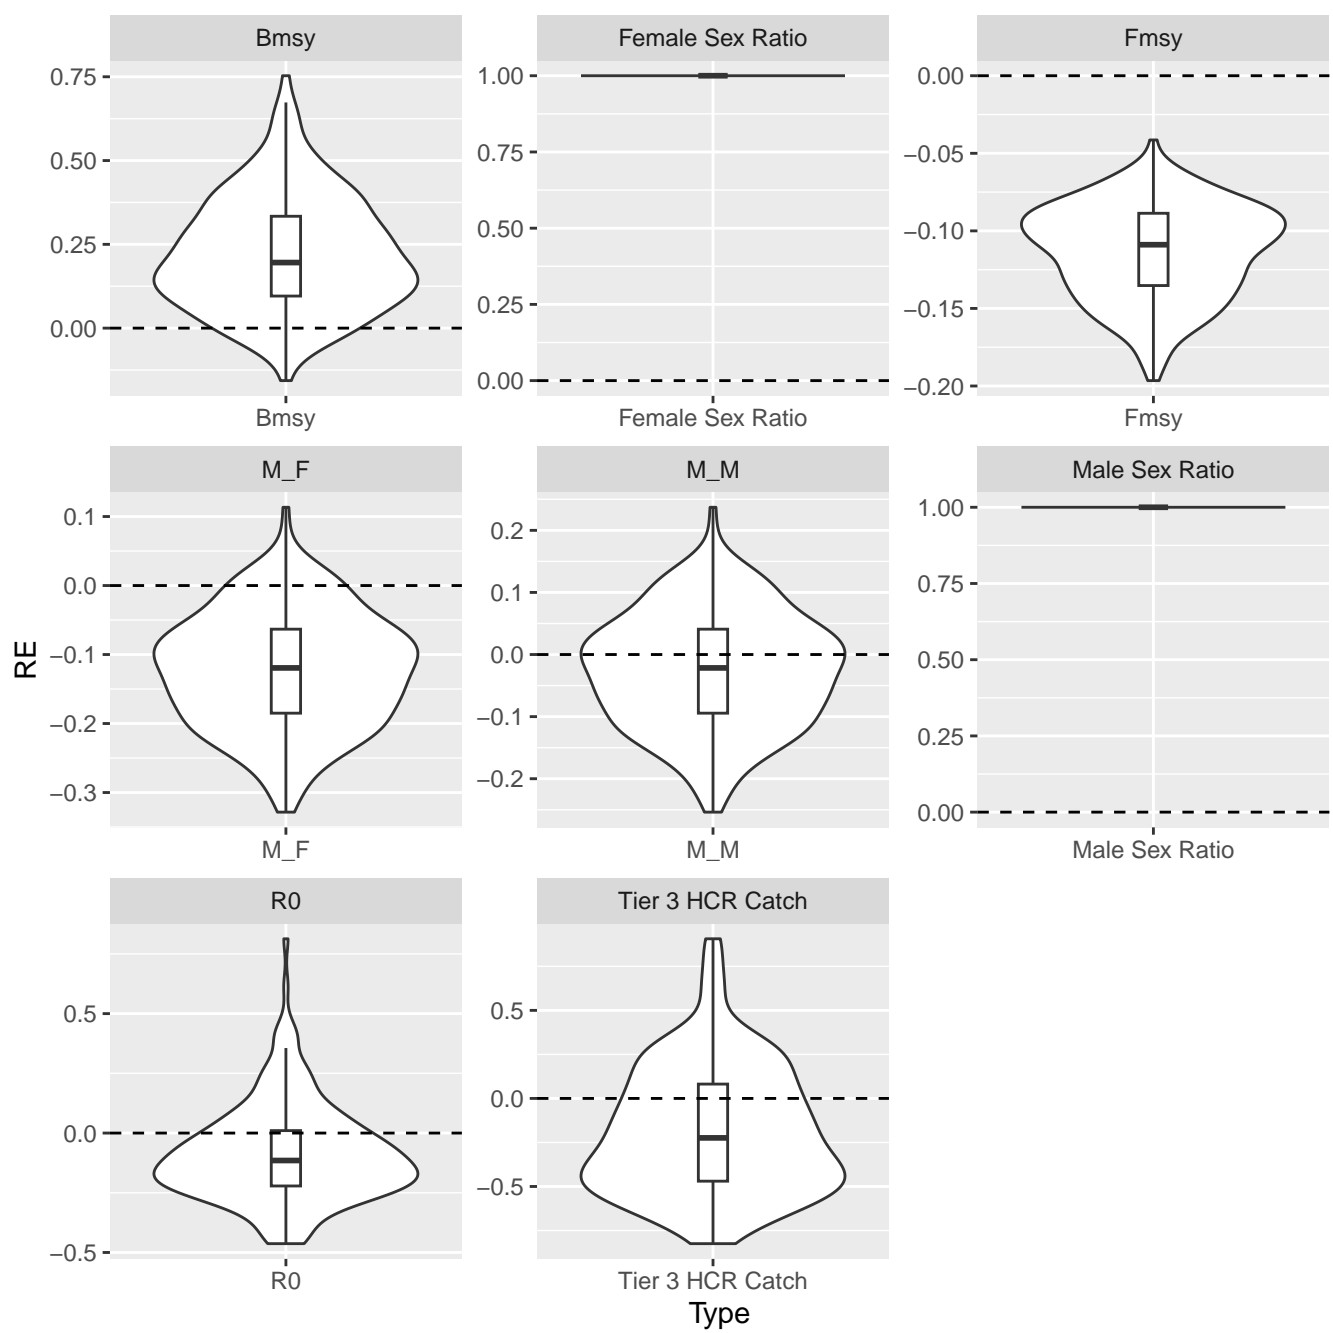 Bmsy
Female Sex Ratio
Fmsy
0.75
0.50
0.25
0.00
Bmsy
1.00
0.75
0.50
0.25
0.00
Female Sex Ratio
0.00
−0.05
−0.10
−0.15
−0.20
Fmsy
M_F
M_M
Male Sex Ratio
RE
0.1
0.0
−0.1
−0.2
−0.3
M_F
0.2
0.1
0.0
−0.1
−0.2
M_M
1.00
0.75
0.50
0.25
0.00
Male Sex Ratio
R0
Tier 3 HCR Catch
0.5
0.0
−0.5
R0
0.5
0.0
−0.5
Tier 3 HCR Catch
Type